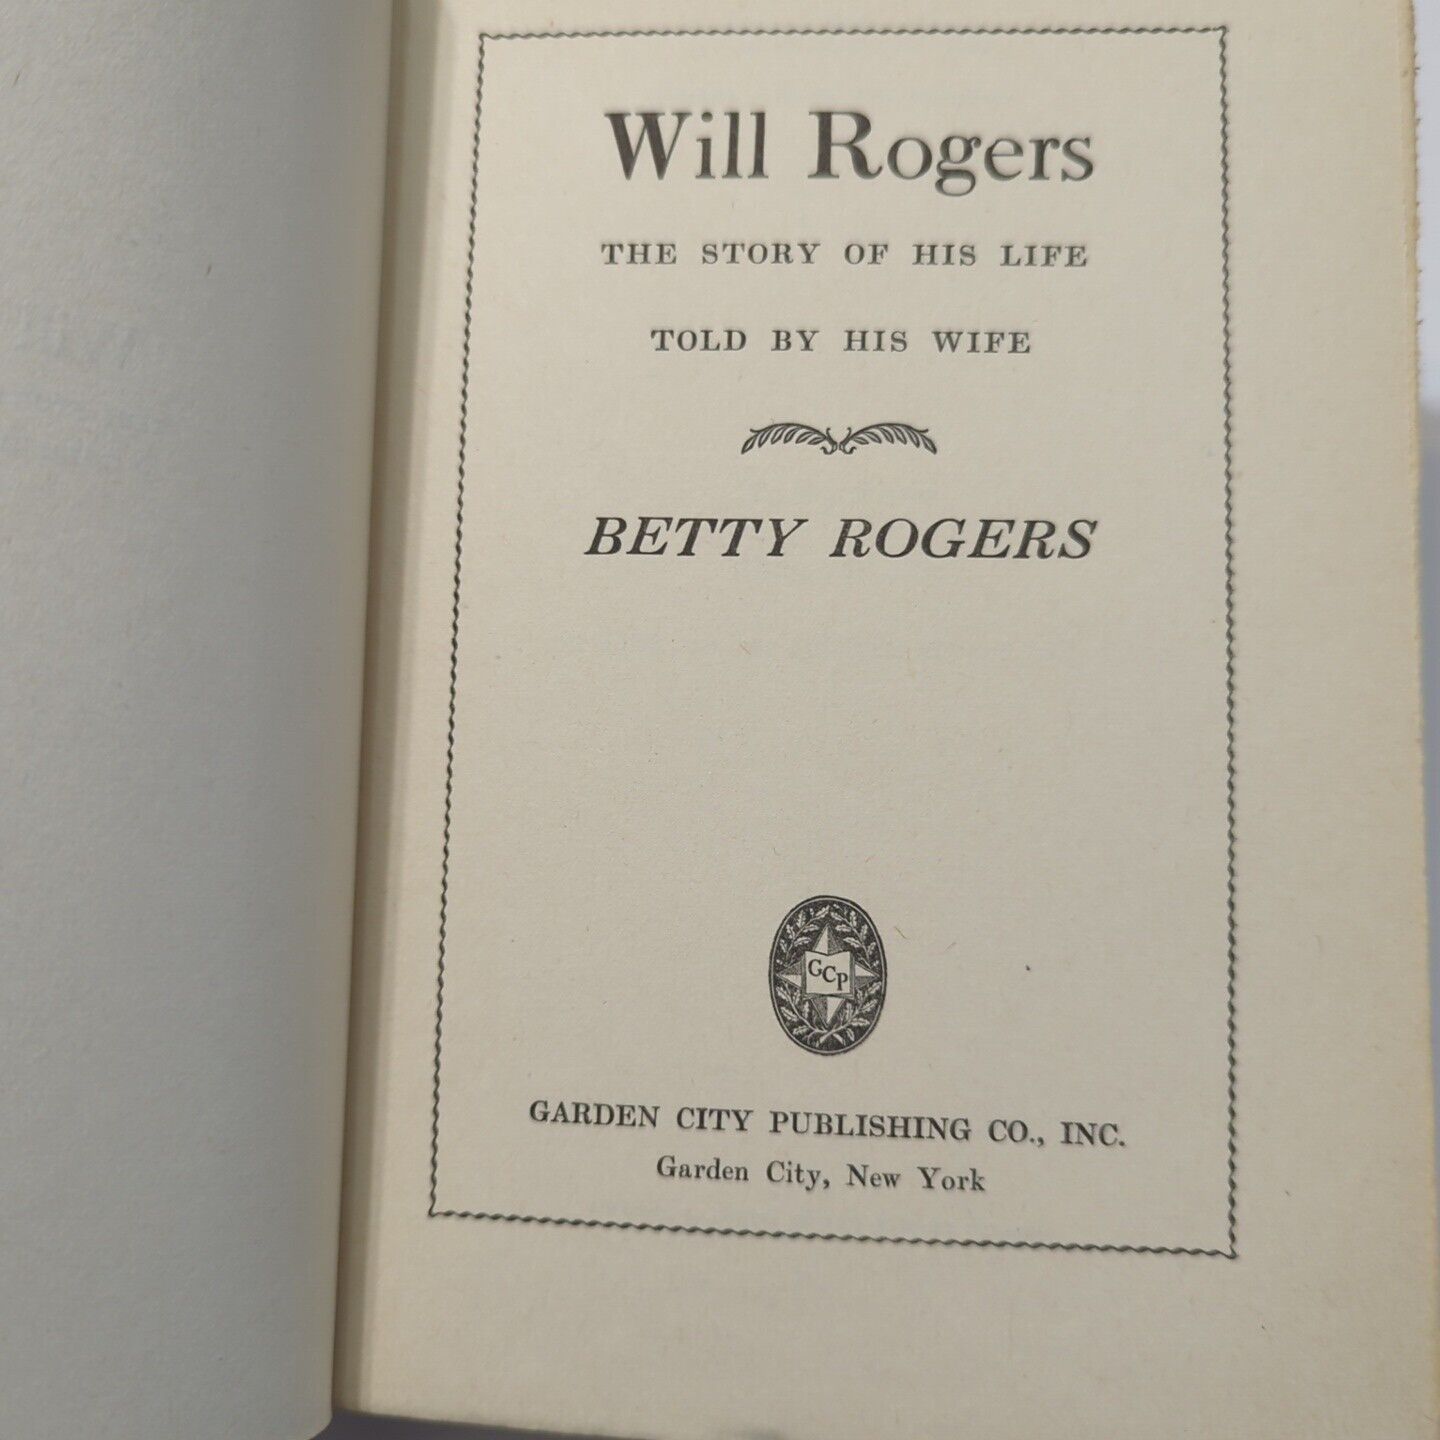 Will Rogers
THE STORY OF HIS LIFE
TOLD BY HIS WIFE
BETTY ROGERS
GCP
GARDEN CITY PUBLISHING CO., INC.
Garden City, New York